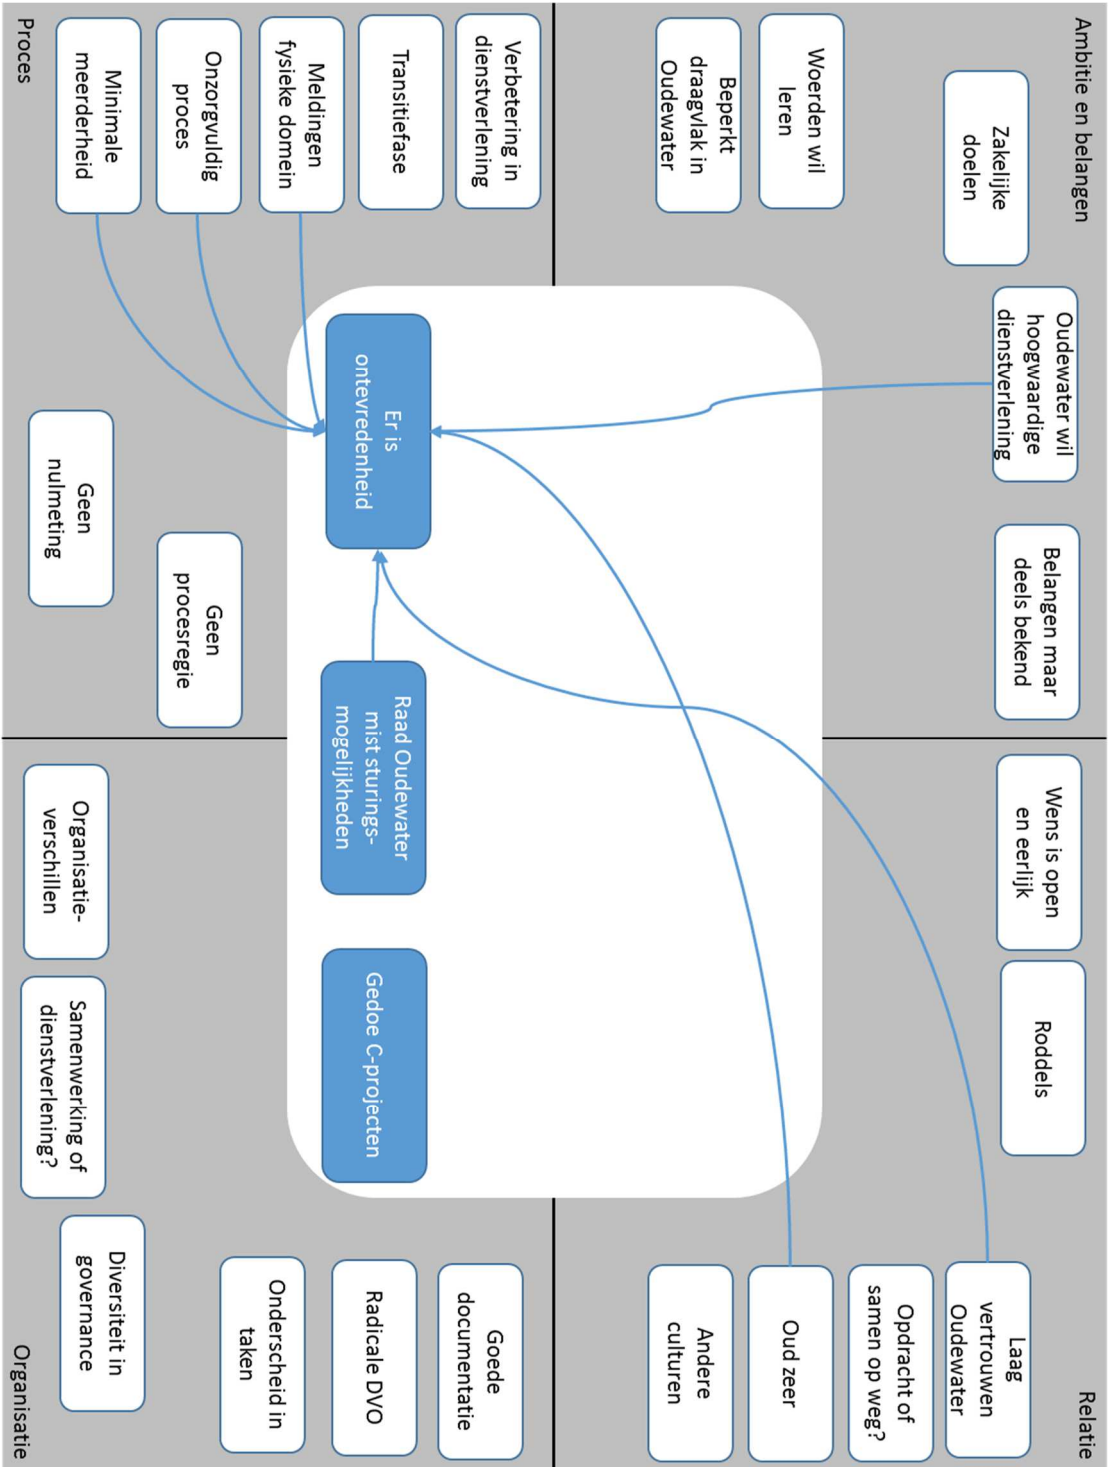 Ambitie en belangen
Zakelijke
doelen
Oudewater wil
hoogwaardige
dienstverlening
Belangen maar
deels bekend
Woerden wil
leren
Beperkt
draagvlak in
Oudewater
Relatie
Wens is open
en eerlijk
Roddels
Laag
vertrouwen
Oudewater
Opdracht of
samen op weg?
Oud zeer
Andere
culturen
Er is
ontevredenheid
Raad Oudewater
mist sturings-
mogelijkheden
Gedoe C-projecten
Verbetering in
dienstverlening
Transitiefase
Meldingen
fysieke domein
Onzorgvuldig
proces
Minimale
meerderheid
Geen
procesregie
Geen
nulmeting
Proces
Goede
documentatie
Radicale DVO
Onderscheid in
taken
Diversiteit in
governance
Organisatie-
verschillen
Samenwerking of
dienstverlening?
Organisatie